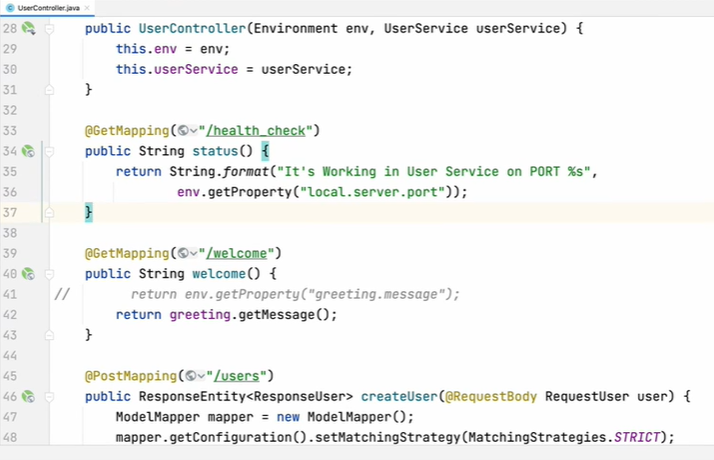 UserController.java
28 public UserController(Environment env, UserService userService) {
29 this.env = env;
30 this.userService = userService;
31 }
32
33 @GetMapping("/health_check")
34 public String status() {
35 return String.format("It's Working in User Service on PORT %s",
36 env.getProperty("local.server.port"));
37 }
38
39 @GetMapping("/welcome")
40 public String welcome() {
41 // return env.getProperty("greeting.message");
42 return greeting.getMessage();
43 }
44
45 @PostMapping("/users")
46 public ResponseEntity<ResponseUser> createUser(@RequestBody RequestUser user) {
47 ModelMapper mapper = new ModelMapper();
48 mapper.getConfiguration().setMatchingStrategy(MatchingStrategies.STRICT);